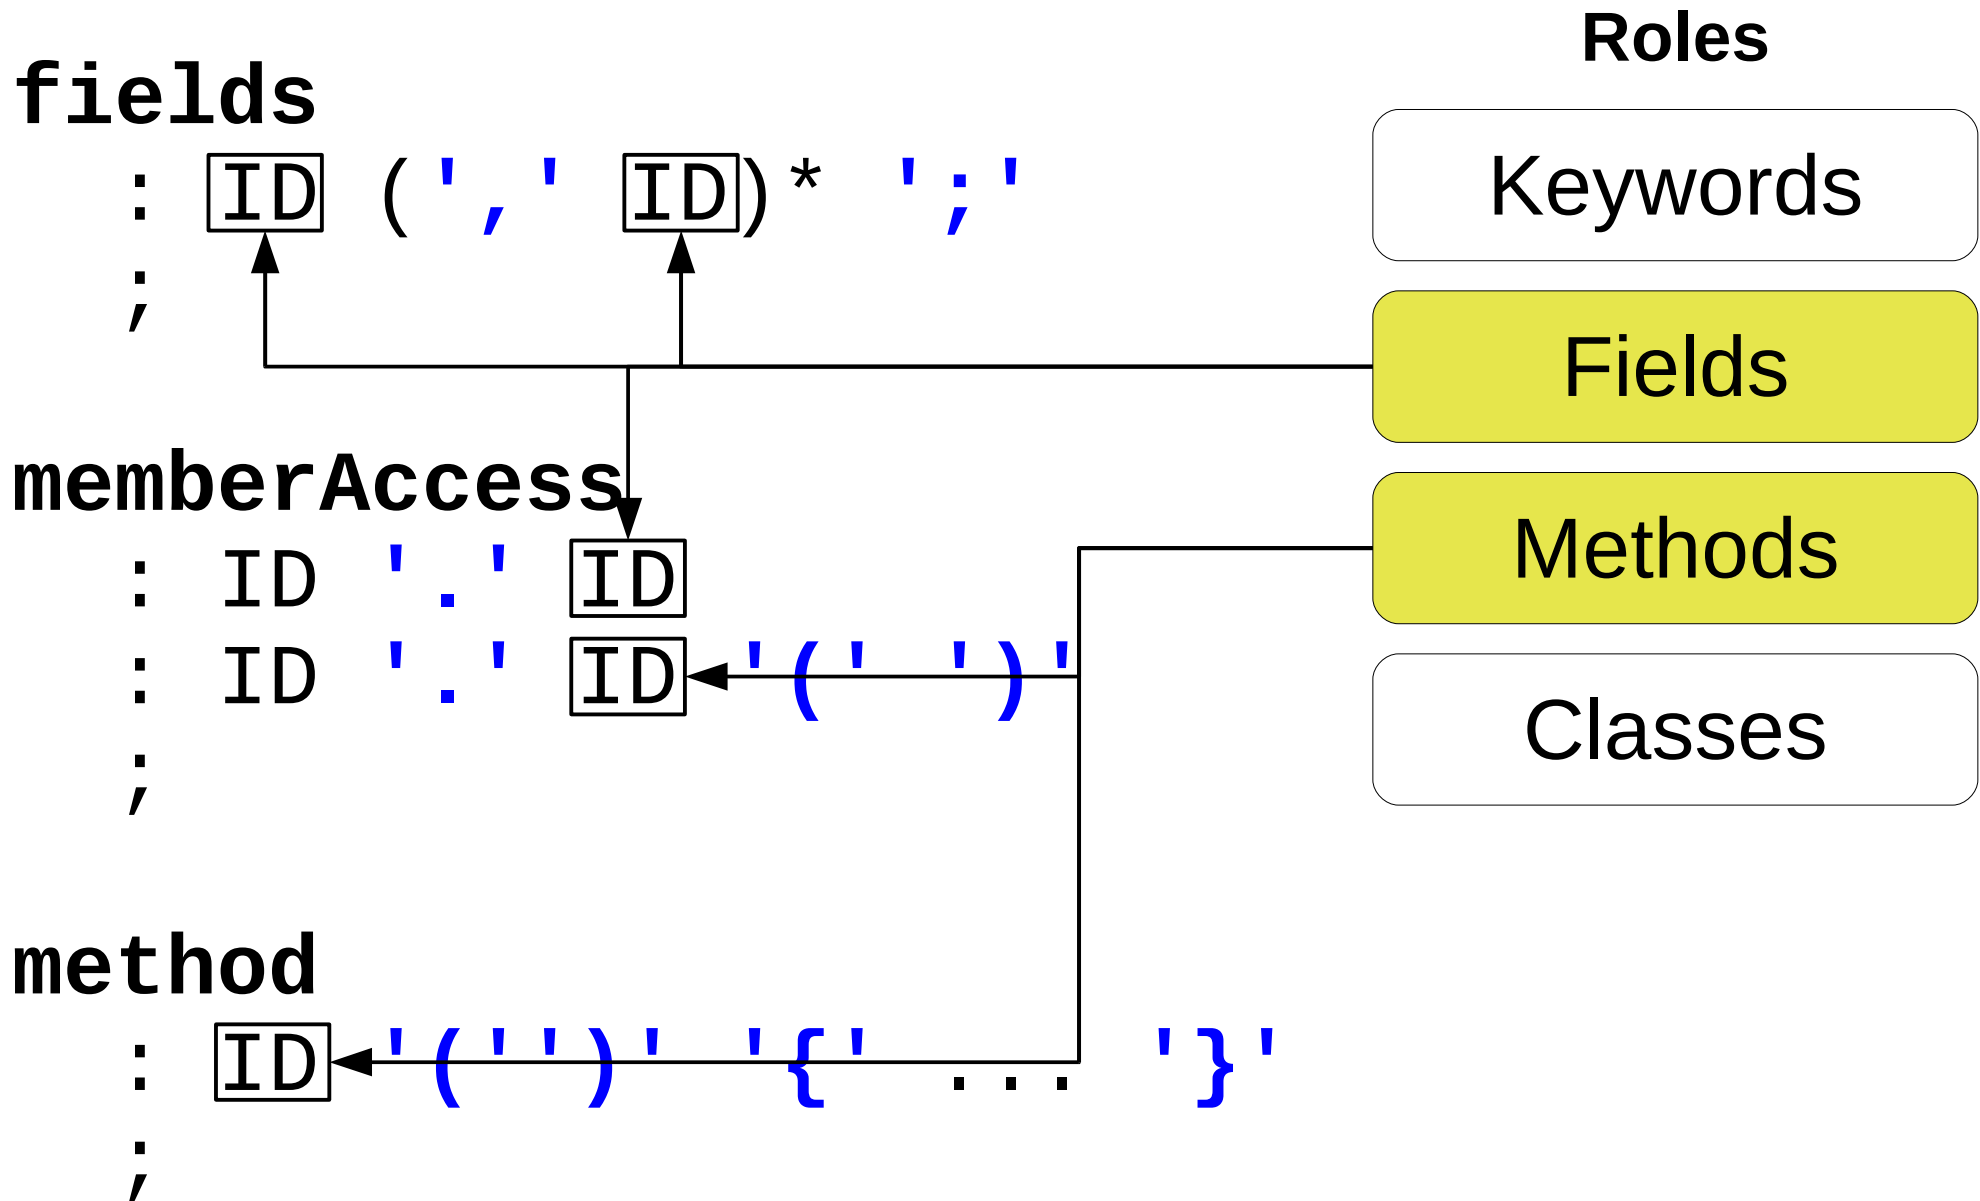 fields
: ID (',' ID)* ';'
;
memberAccess
: ID '.' ID
: ID '.' ID '(' ')'
;
method
: ID '(' ')' '{' ... '}'
;
Roles
Keywords
Fields
Methods
Classes